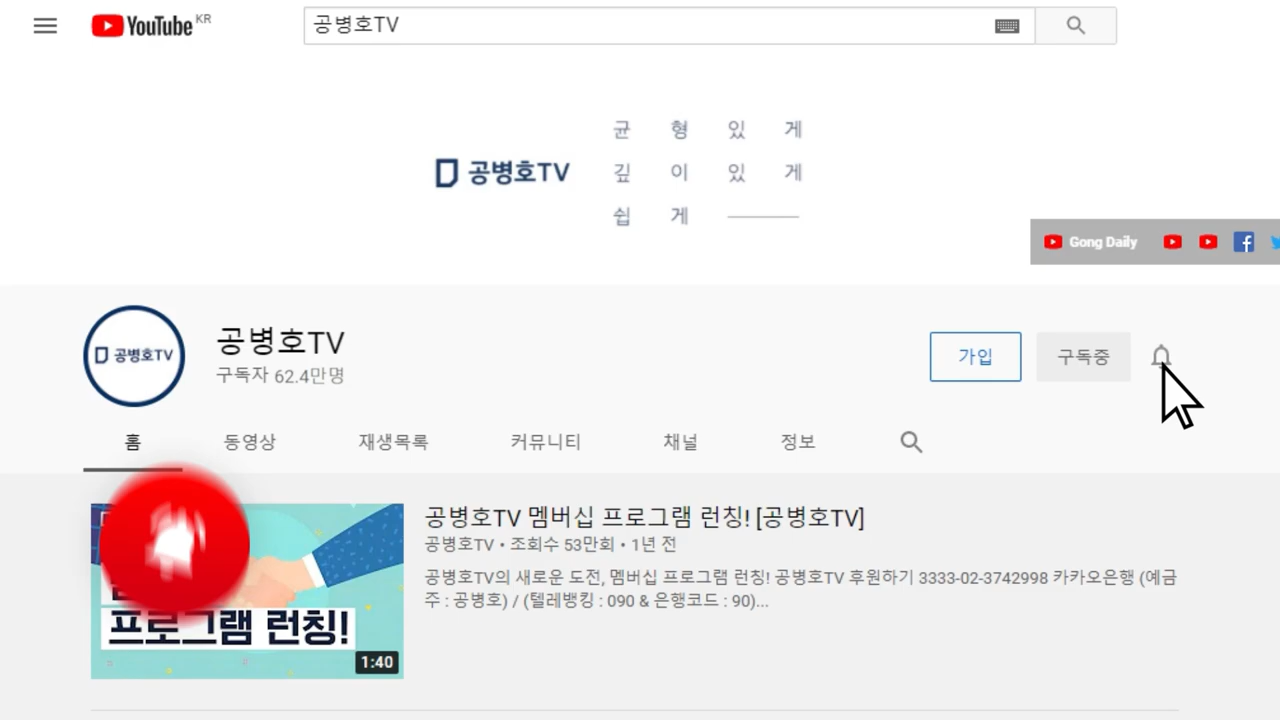 YouTube KR
공병호TV
균 형 있 게
공병호TV 깊 이 있 게
쉽 게
Gong Daily
공병호TV
공병호TV
구독자 62.4만명
가입
구독중
홈 동영상 재생목록 커뮤니티 채널 정보
공병호TV 멤버십 프로그램 런칭! [공병호TV]
공병호TV • 조회수 53만회 • 1년 전
공병호TV의 새로운 도전, 멤버십 프로그램 런칭! 공병호TV 후원하기 3333-02-3742998 카카오은행 (예금
주 : 공병호) / (텔레뱅킹 : 090 & 은행코드 : 90)...
프로그램 런칭!
1:40